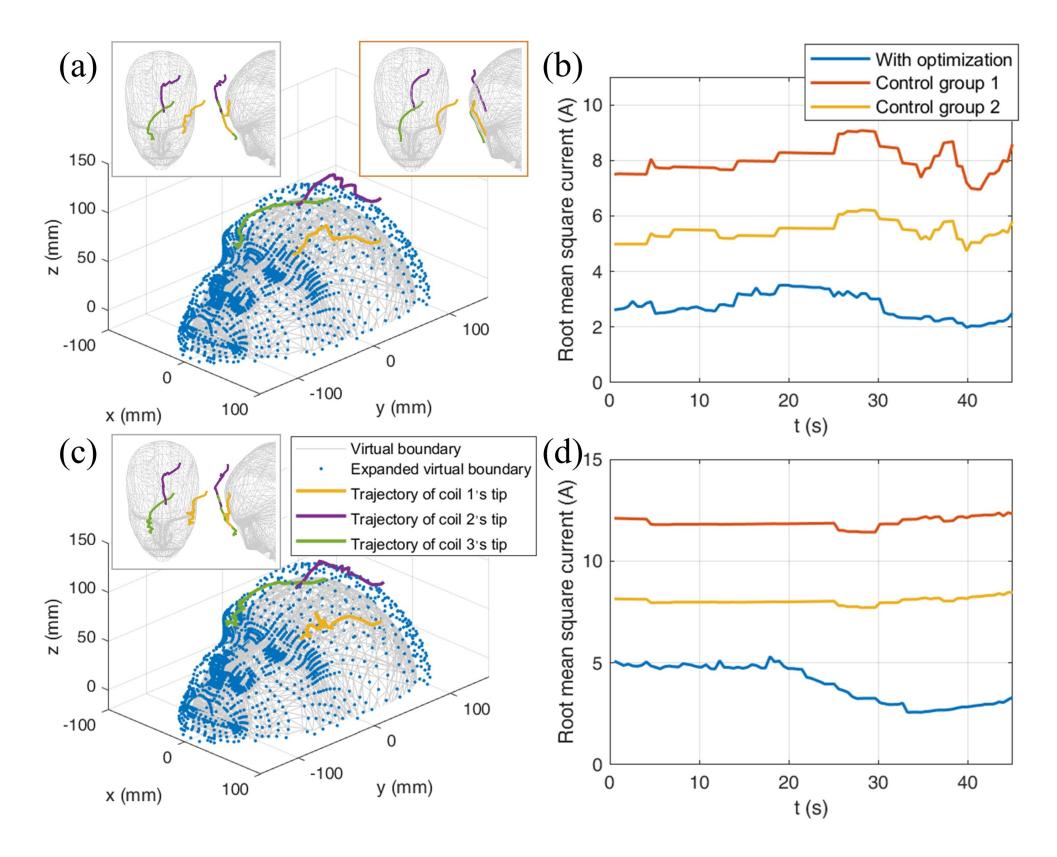 (a)
z (mm)
150
100
50
0
-100
0
100
x (mm)
-100
0
100
y (mm)
(b)
With optimization
Control group 1
Control group 2
Root mean square current (A)
10
8
6
4
2
0
0
10
20
30
40
t (s)
(c)
Virtual boundary
Expanded virtual boundary
Trajectory of coil 1's tip
Trajectory of coil 2's tip
Trajectory of coil 3's tip
z (mm)
150
100
50
0
-100
0
100
x (mm)
-100
0
100
y (mm)
(d)
Root mean square current (A)
15
10
5
0
0
10
20
30
40
t (s)